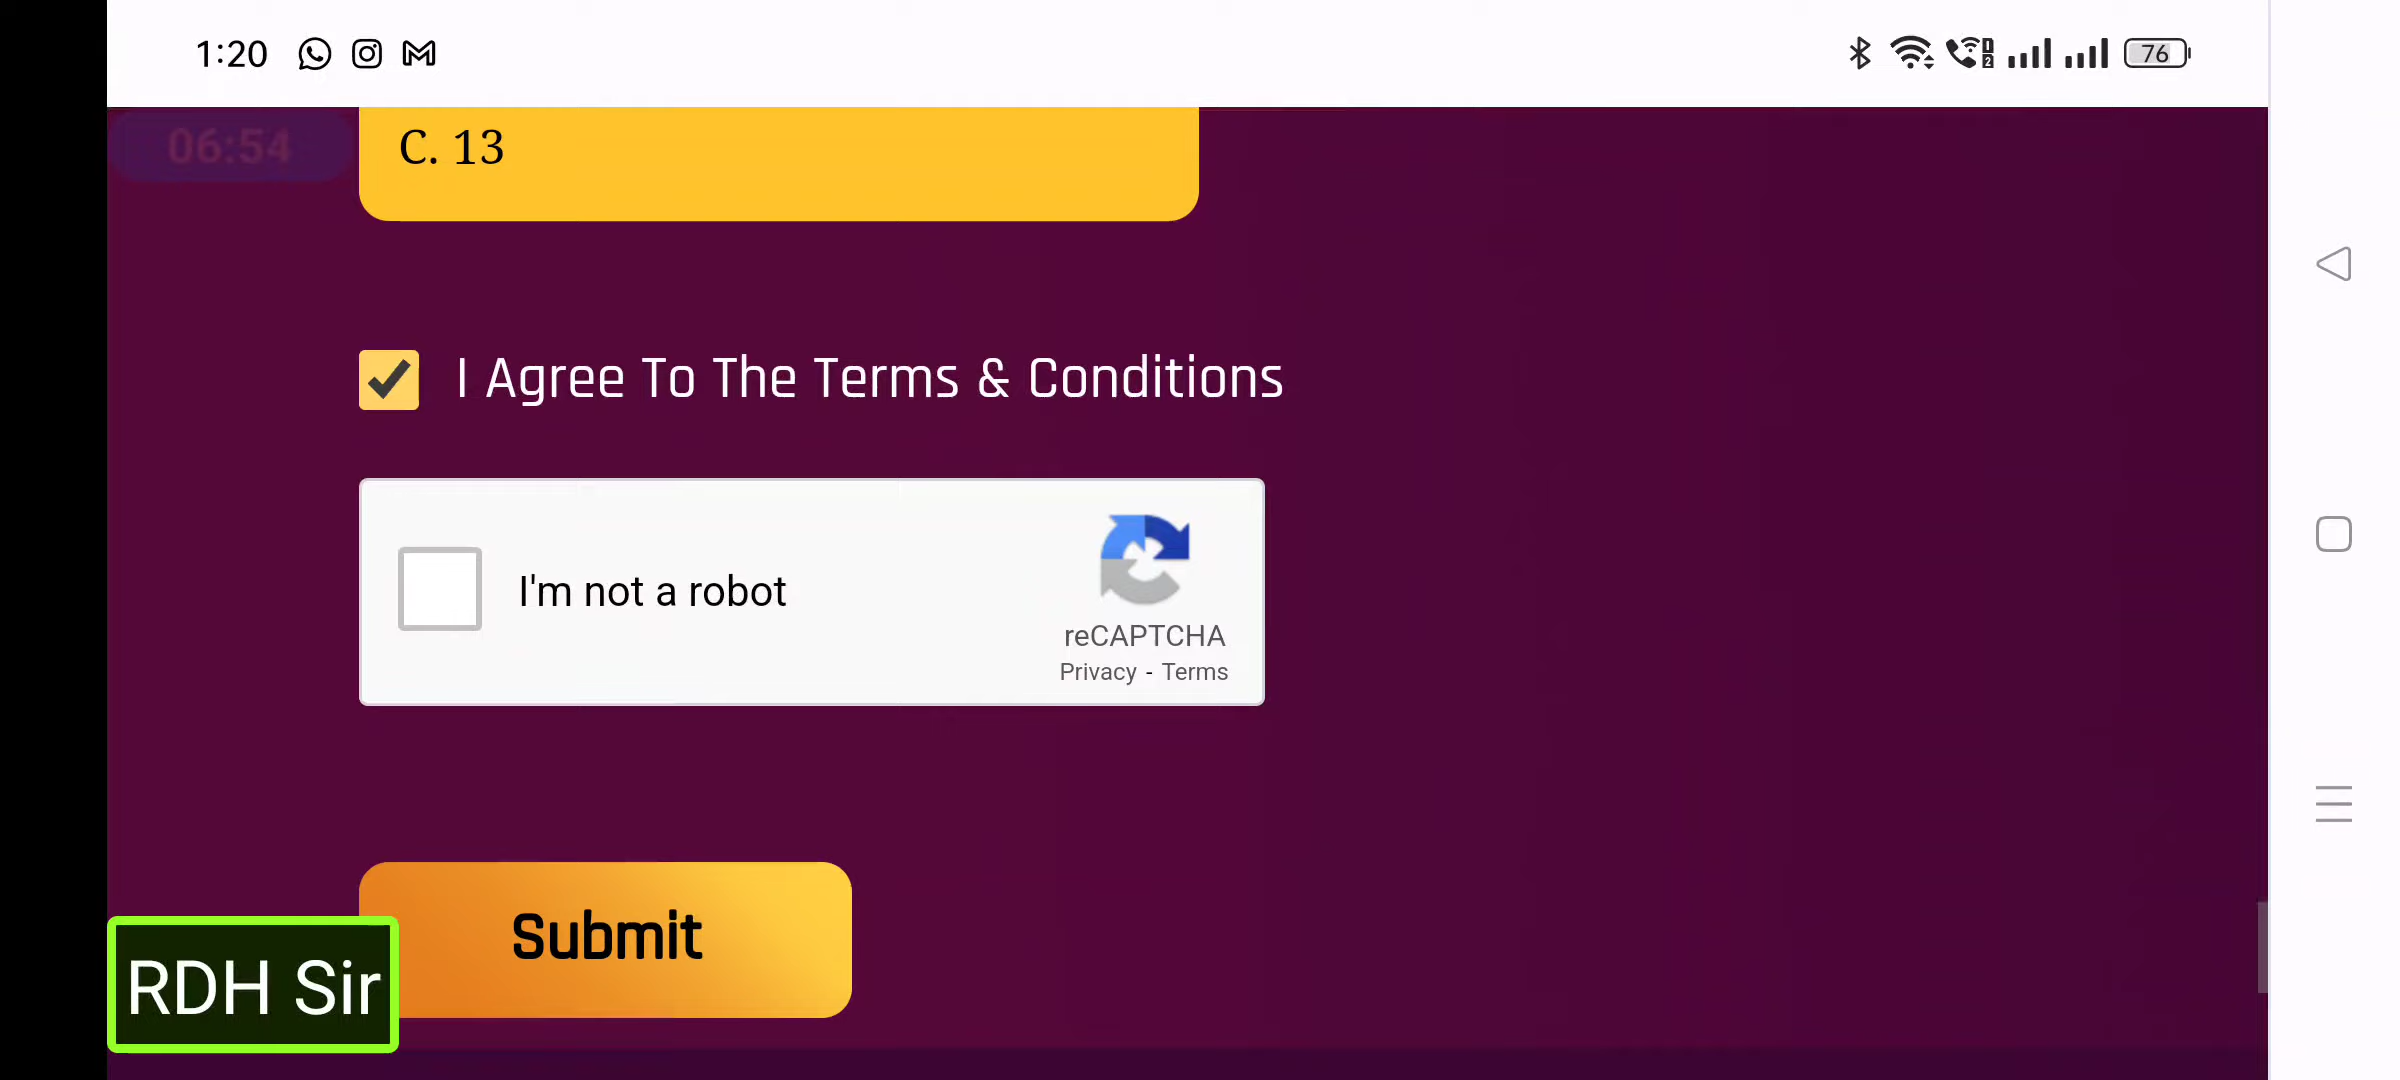 1:20
76
06:54
C. 13
I Agree To The Terms & Conditions
I'm not a robot
reCAPTCHA
Privacy - Terms
Submit
RDH Sir